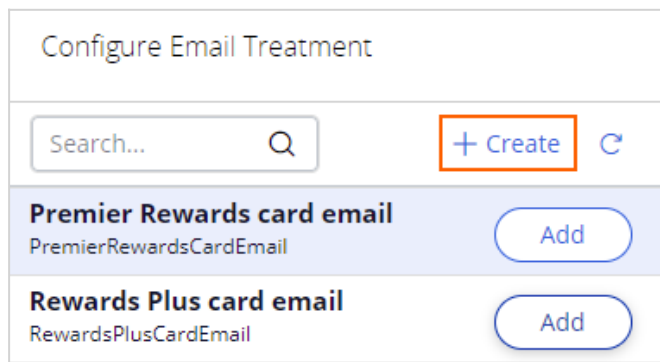 Configure Email Treatment
Search...
+ Create
Premier Rewards card email
PremierRewardsCardEmail
Add
Rewards Plus card email
RewardsPlusCardEmail
Add